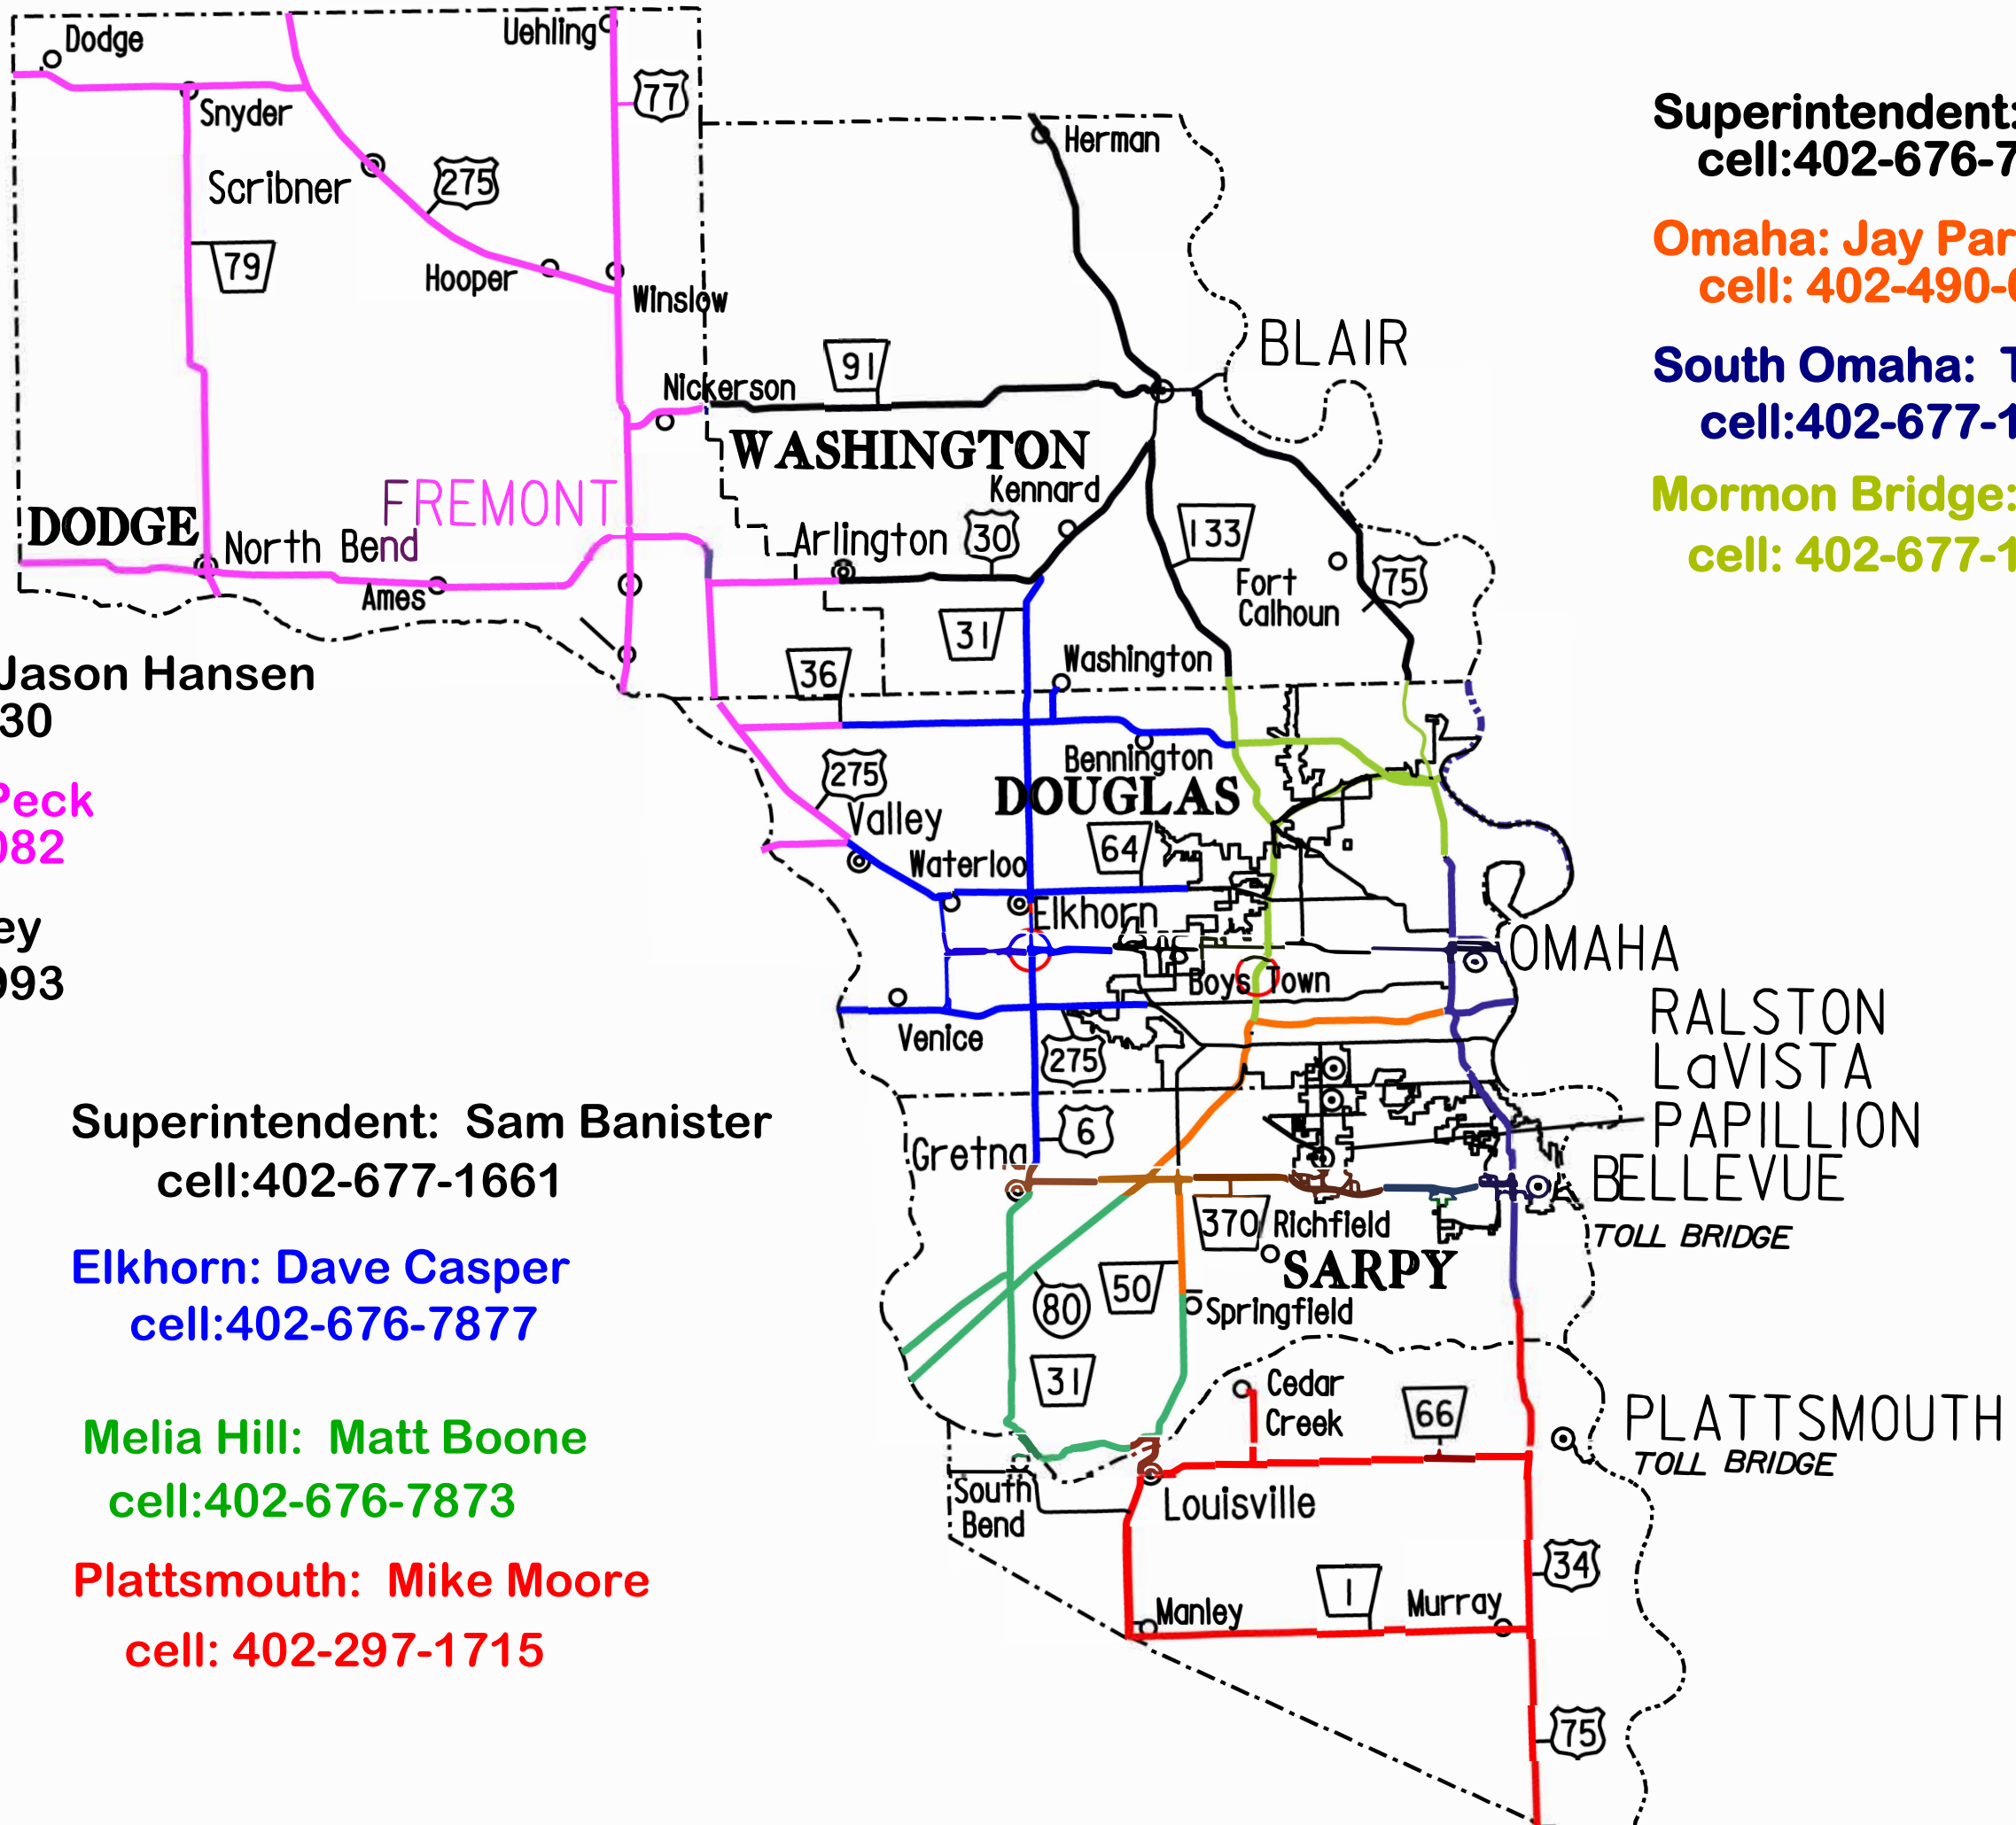 Dodge
Uehling
77
Snyder
Scribner
275
79
Hooper
Winslow
Herman
BLAIR
91
Nickerson
WASHINGTON
Kennard
FREMONT
DODGE
North Bend
Arlington
30
133
Ames
Fort
Calhoun
75
31
Washington
36
Bennington
DOUGLAS
275
Valley
64
Waterloo
Elkhorn
OMAHA
Boys Town
Venice
275
RALSTON
LaVISTA
PAPILLION
BELLEVUE
TOLL BRIDGE
6
Gretna
370
Richfield
SARPY
80
50
Springfield
31
Cedar
Creek
66
PLATTSMOUTH
TOLL BRIDGE
South
Bend
Louisville
34
1
Manley
Murray
75
Superintendent:
cell:402-676-7
Omaha: Jay Par
cell: 402-490-
South Omaha: T
cell:402-677-1
Mormon Bridge:
cell: 402-677-1
Jason Hansen
30
Peck
082
ey
993
Superintendent: Sam Banister
cell:402-677-1661
Elkhorn: Dave Casper
cell:402-676-7877
Melia Hill: Matt Boone
cell:402-676-7873
Plattsmouth: Mike Moore
cell: 402-297-1715